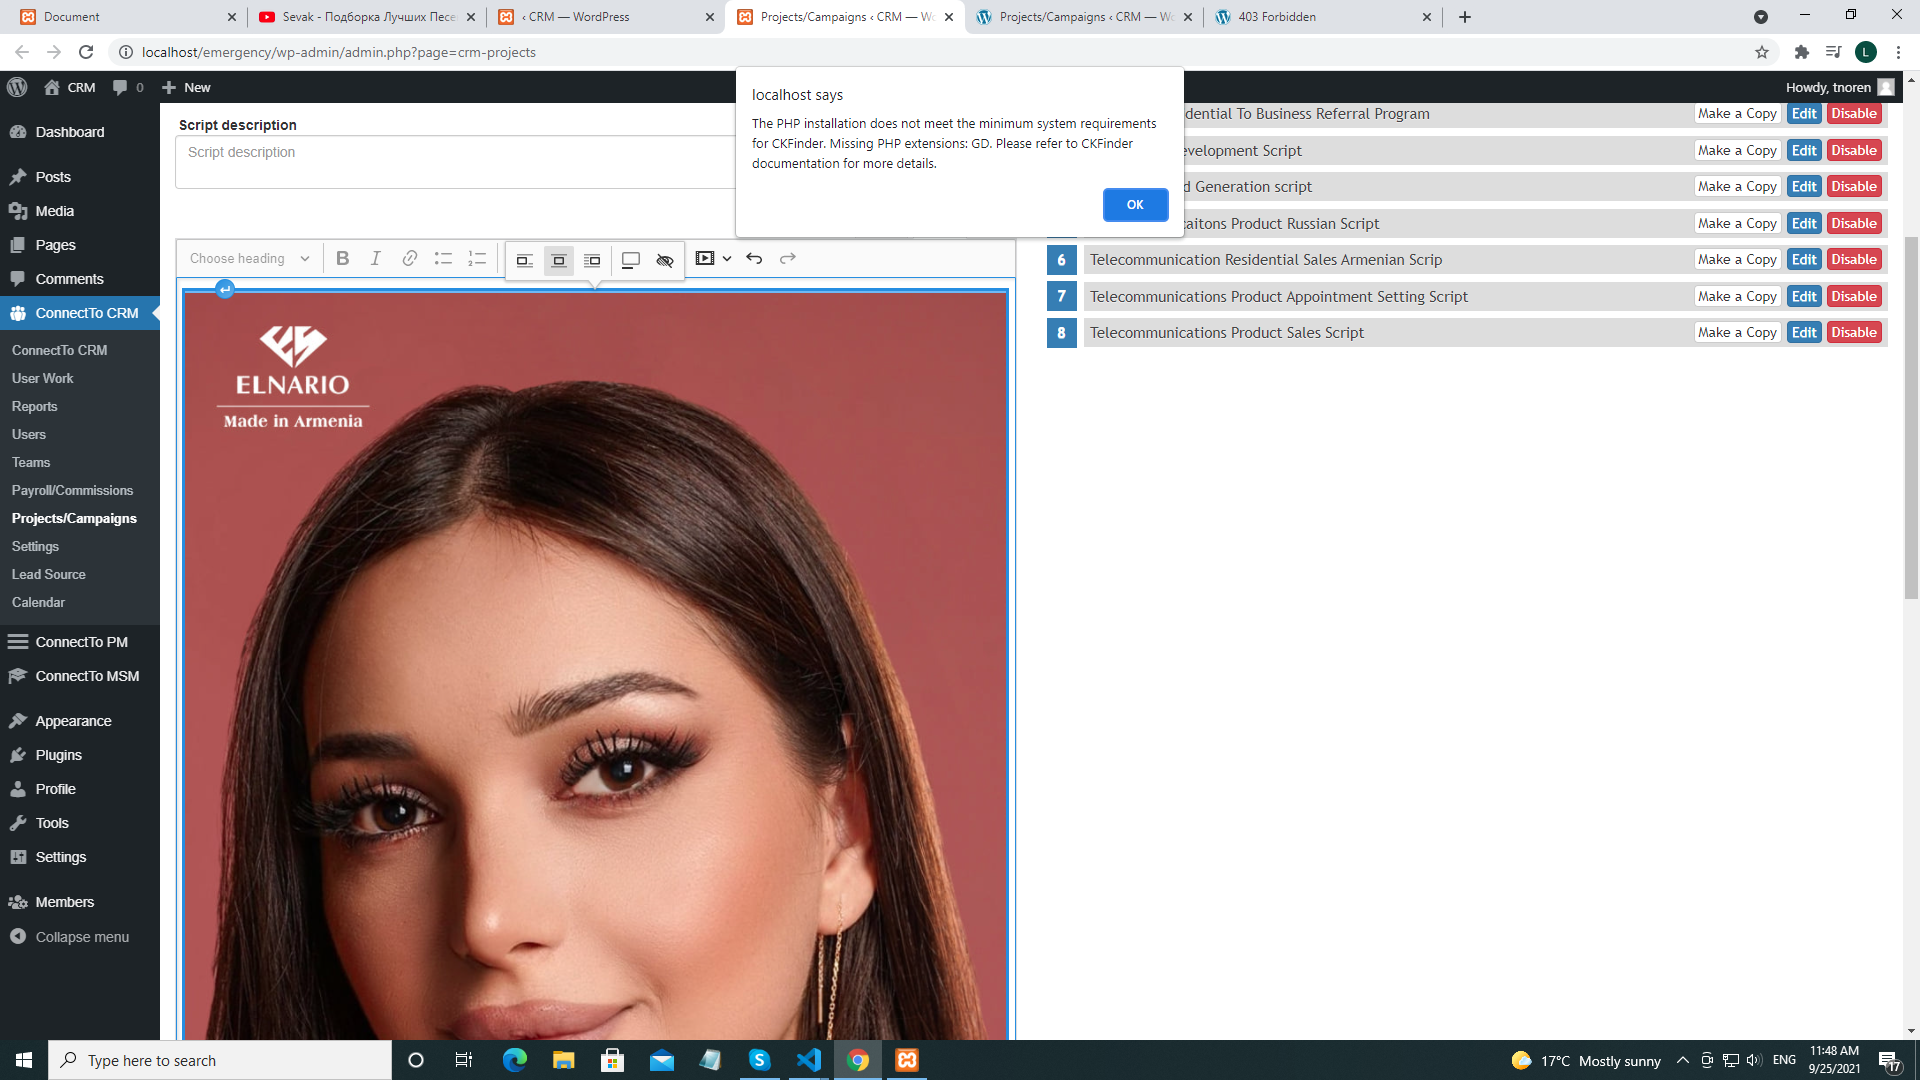 Document
Sevak - Подборка Лучших Песе
‹ CRM — WordPress
Projects/Campaigns ‹ CRM — Wo
Projects/Campaigns ‹ CRM — Wo
403 Forbidden
localhost/emergency/wp-admin/admin.php?page=crm-projects
L
CRM
0
New
Howdy, tnoren
localhost says
The PHP installation does not meet the minimum system requirements
for CKFinder. Missing PHP extensions: GD. Please refer to CKFinder
documentation for more details.
OK
Dashboard
Posts
Media
Pages
Comments
ConnectTo CRM
ConnectTo CRM
User Work
Reports
Users
Teams
Payroll/Commissions
Projects/Campaigns
Settings
Lead Source
Calendar
ConnectTo PM
ConnectTo MSM
Appearance
Plugins
Profile
Tools
Settings
Members
Collapse menu
Script description
Script description
Choose heading
B I
ELNARIO
Made in Armenia
dential To Business Referral Program Make a Copy Edit Disable
evelopment Script Make a Copy Edit Disable
d Generation script Make a Copy Edit Disable
caitons Product Russian Script Make a Copy Edit Disable
6 Telecommunication Residential Sales Armenian Scrip Make a Copy Edit Disable
7 Telecommunications Product Appointment Setting Script Make a Copy Edit Disable
8 Telecommunications Product Sales Script Make a Copy Edit Disable
Type here to search
17°C Mostly sunny
ENG
11:48 AM
9/25/2021
17